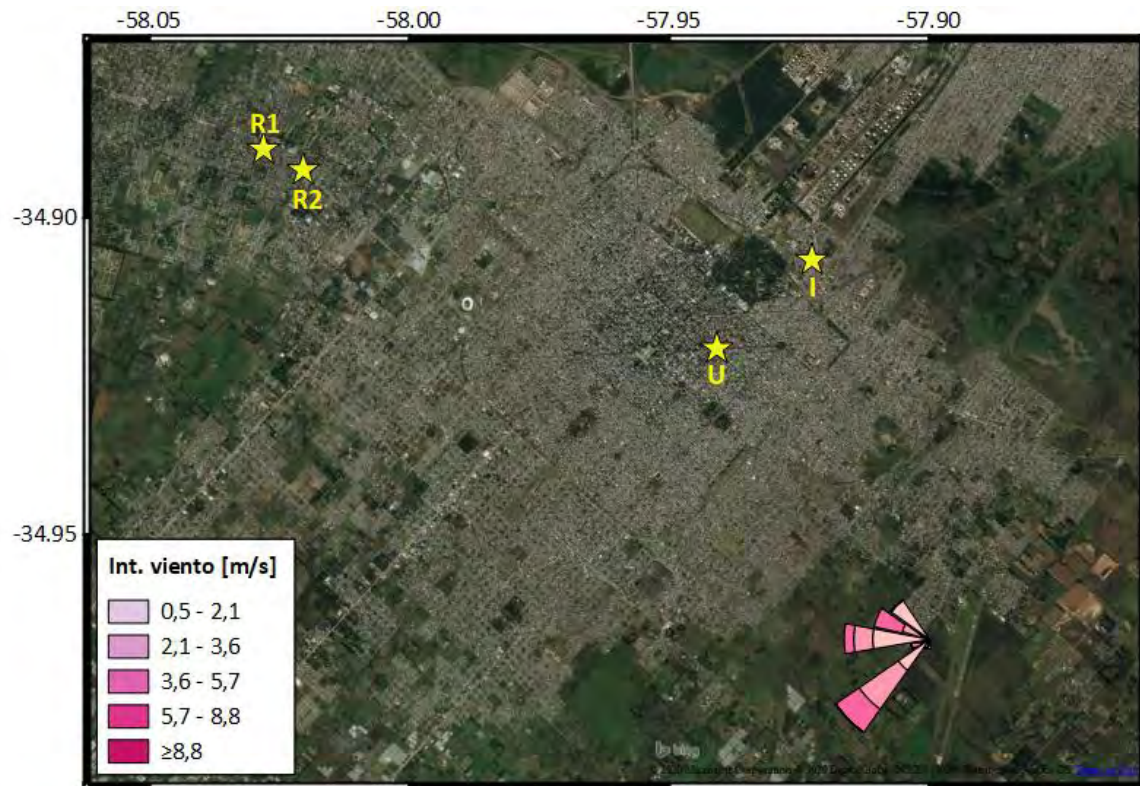 -58.05 -58.00 -57.95 -57.90
R1
R2
-34.90
I
U
-34.95
Int. viento [m/s]
0,5 - 2,1
2,1 - 3,6
3,6 - 5,7
5,7 - 8,8
≥8,8
bing